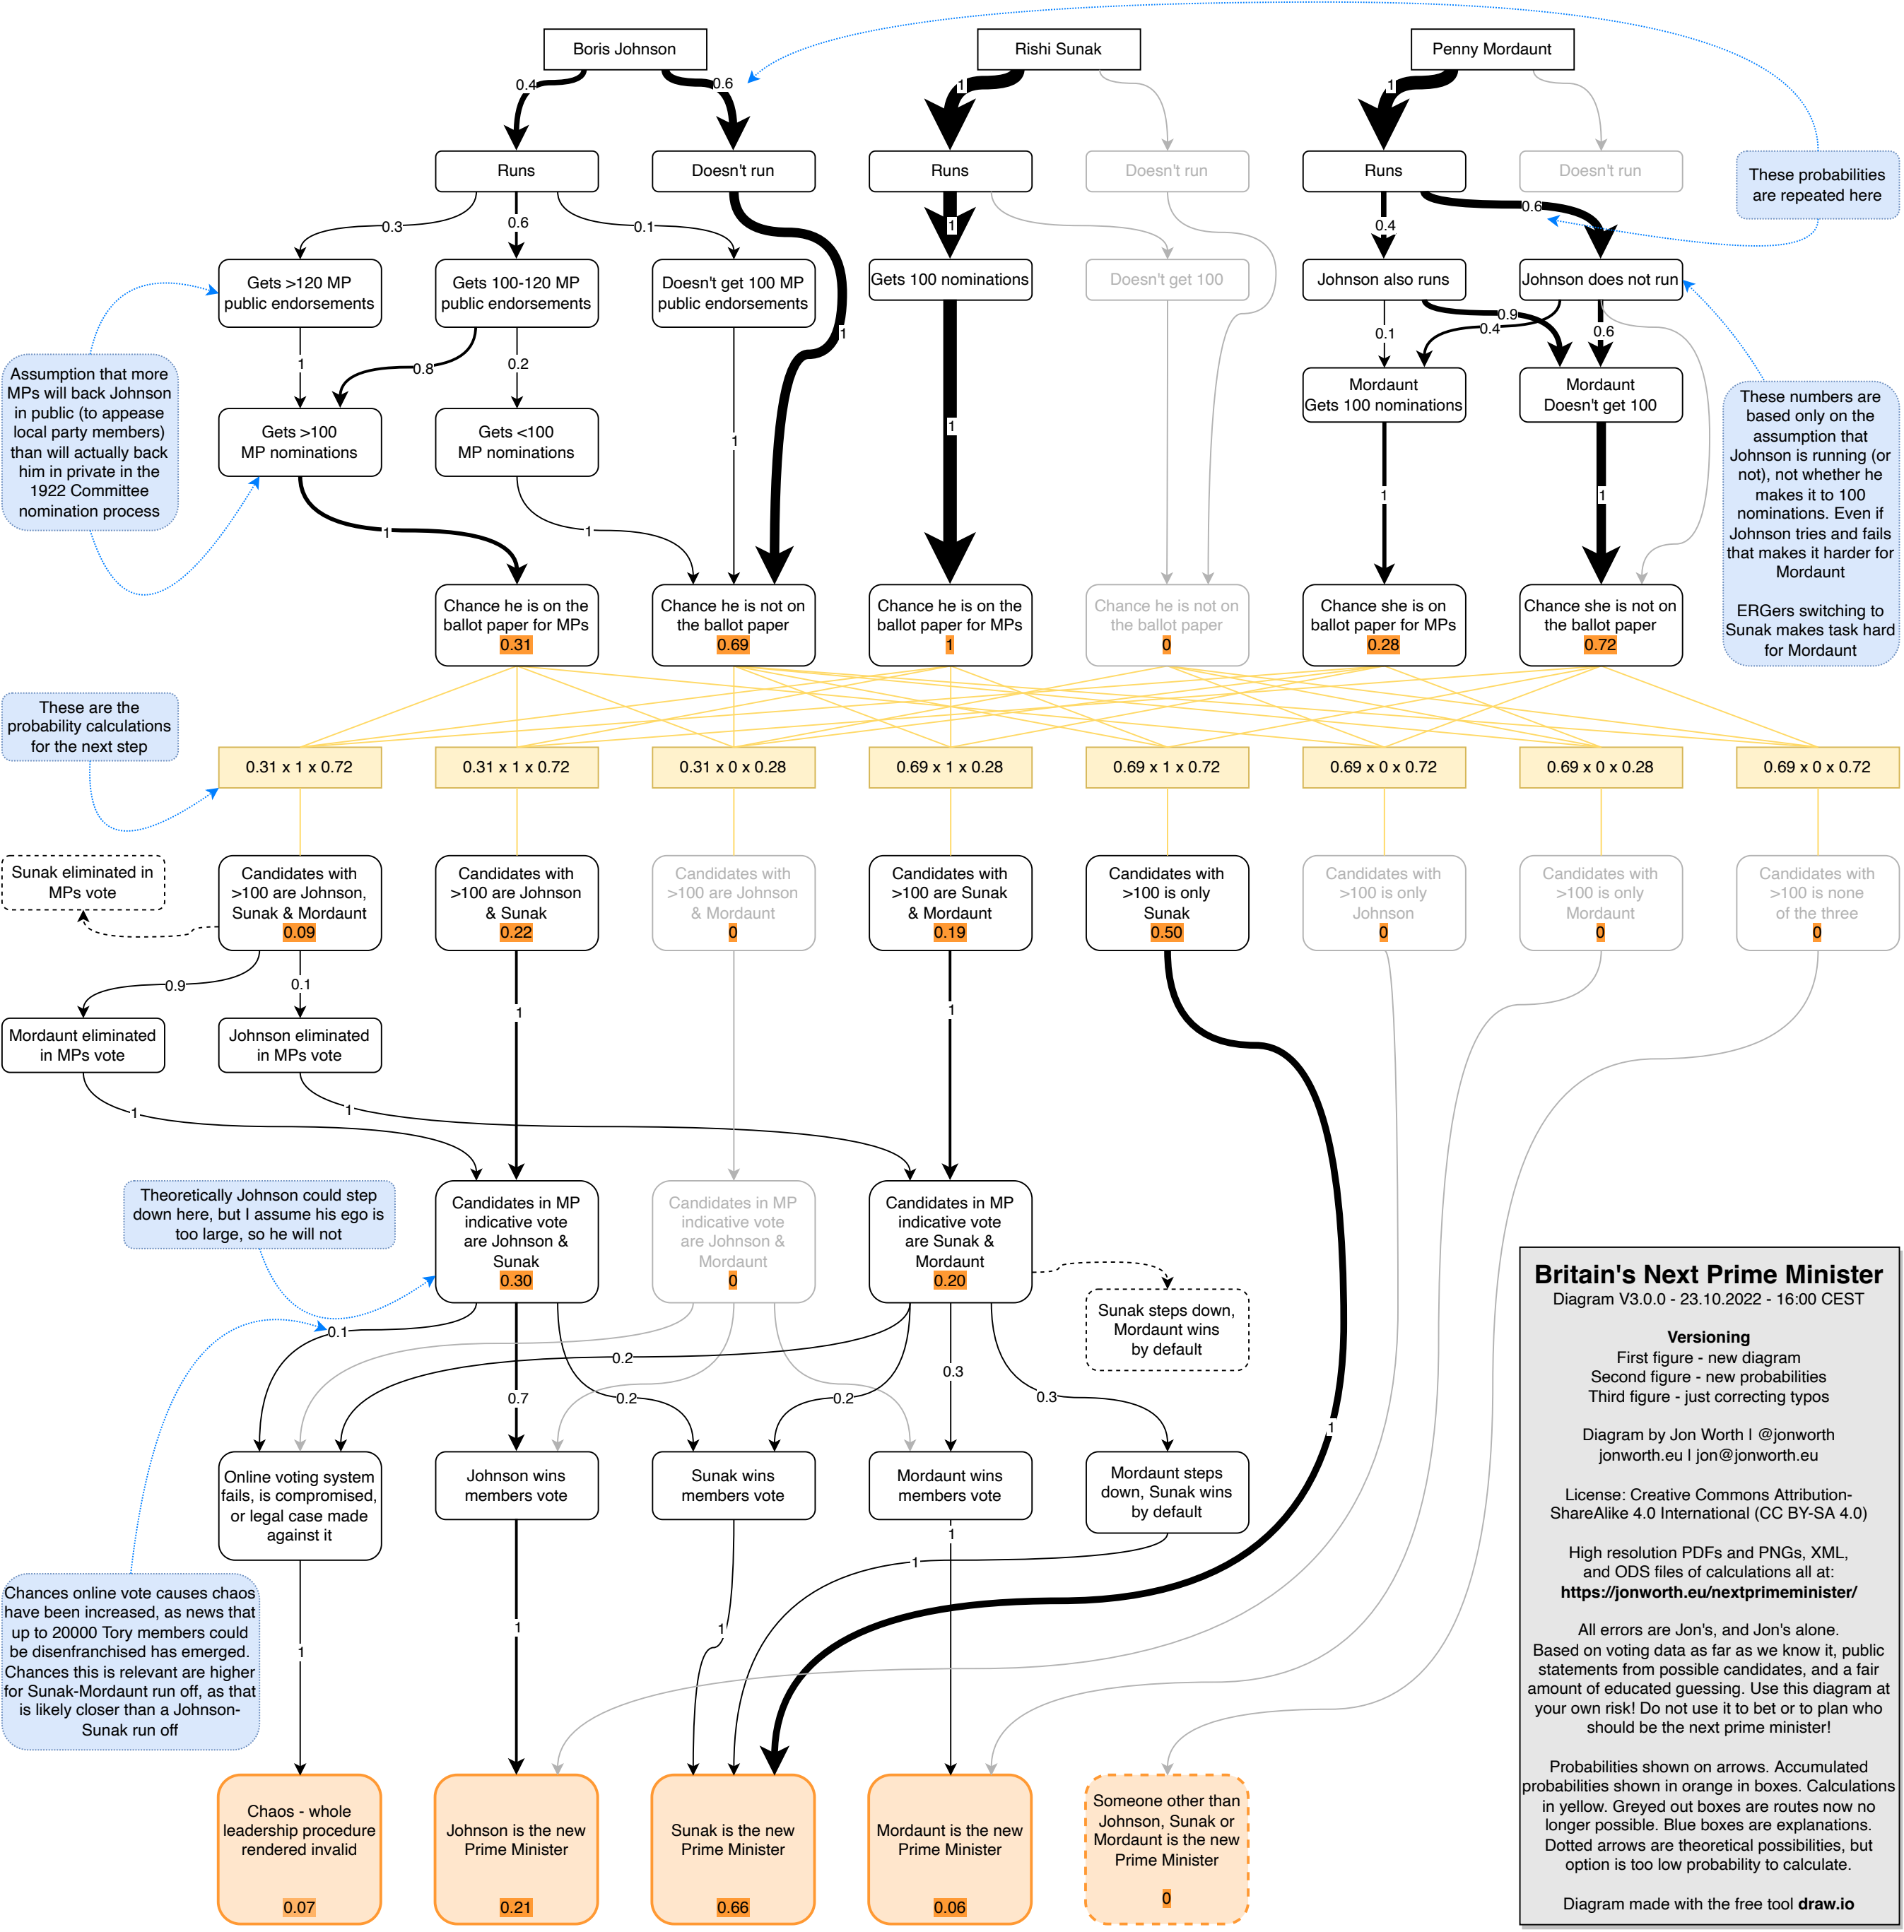 Boris Johnson
Rishi Sunak
Penny Mordaunt
0.4
0.6
1
1
Runs
Doesn't run
Runs
Doesn't run
Runs
Doesn't run
These probabilities
are repeated here
0.3
0.6
0.1
1
0.4
0.6
Gets >120 MP
public endorsements
Gets 100-120 MP
public endorsements
Doesn't get 100 MP
public endorsements
Gets 100 nominations
Doesn't get 100
Johnson also runs
Johnson does not run
1
0.8
0.2
1
1
0.1
0.9
0.4
0.6
Assumption that more
MPs will back Johnson
in public (to appease
local party members)
than will actually back
him in private in the
1922 Committee
nomination process
Gets >100
MP nominations
Gets <100
MP nominations
1
Mordaunt
Gets 100 nominations
Mordaunt
Doesn't get 100
These numbers are
based only on the
assumption that
Johnson is running (or
not), not whether he
makes it to 100
nominations. Even if
Johnson tries and fails
that makes it harder for
Mordaunt
ERGers switching to
Sunak makes task hard
for Mordaunt
1
1
1
1
Chance he is on the
ballot paper for MPs
0.31
Chance he is not on
the ballot paper
0.69
Chance he is on the
ballot paper for MPs
1
Chance he is not on
the ballot paper
0
Chance she is on
ballot paper for MPs
0.28
Chance she is not on
the ballot paper
0.72
These are the
probability calculations
for the next step
0.31 x 1 x 0.72
0.31 x 1 x 0.72
0.31 x 0 x 0.28
0.69 x 1 x 0.28
0.69 x 1 x 0.72
0.69 x 0 x 0.72
0.69 x 0 x 0.28
0.69 x 0 x 0.72
Sunak eliminated in
MPs vote
Candidates with
>100 are Johnson,
Sunak & Mordaunt
0.09
Candidates with
>100 are Johnson
& Sunak
0.22
Candidates with
>100 are Johnson
& Mordaunt
0
Candidates with
>100 are Sunak
& Mordaunt
0.19
Candidates with
>100 is only
Sunak
0.50
Candidates with
>100 is only
Johnson
0
Candidates with
>100 is only
Mordaunt
0
Candidates with
>100 is none
of the three
0
0.9
0.1
1
1
Mordaunt eliminated
in MPs vote
Johnson eliminated
in MPs vote
1
1
Theoretically Johnson could step
down here, but I assume his ego is
too large, so he will not
Candidates in MP
indicative vote
are Johnson &
Sunak
0.30
Candidates in MP
indicative vote
are Johnson &
Mordaunt
0
Candidates in MP
indicative vote
are Sunak &
Mordaunt
0.20
Sunak steps down,
Mordaunt wins
by default
0.1
0.2
0.7
0.2
0.2
0.3
0.3
1
Online voting system
fails, is compromised,
or legal case made
against it
Johnson wins
members vote
Sunak wins
members vote
Mordaunt wins
members vote
Mordaunt steps
down, Sunak wins
by default
1
1
1
1
1
Chances online vote causes chaos
have been increased, as news that
up to 20000 Tory members could
be disenfranchised has emerged.
Chances this is relevant are higher
for Sunak-Mordaunt run off, as that
is likely closer than a Johnson-
Sunak run off
Chaos - whole
leadership procedure
rendered invalid
0.07
Johnson is the new
Prime Minister
0.21
Sunak is the new
Prime Minister
0.66
Mordaunt is the new
Prime Minister
0.06
Someone other than
Johnson, Sunak or
Mordaunt is the new
Prime Minister
0
Britain's Next Prime Minister
Diagram V3.0.0 - 23.10.2022 - 16:00 CEST
Versioning
First figure - new diagram
Second figure - new probabilities
Third figure - just correcting typos
Diagram by Jon Worth | @jonworth
jonworth.eu | jon@jonworth.eu
License: Creative Commons Attribution-
ShareAlike 4.0 International (CC BY-SA 4.0)
High resolution PDFs and PNGs, XML,
and ODS files of calculations all at:
https://jonworth.eu/nextprimeminister/
All errors are Jon's, and Jon's alone.
Based on voting data as far as we know it, public
statements from possible candidates, and a fair
amount of educated guessing. Use this diagram at
your own risk! Do not use it to bet or to plan who
should be the next prime minister!
Probabilities shown on arrows. Accumulated
probabilities shown in orange in boxes. Calculations
in yellow. Greyed out boxes are routes now no
longer possible. Blue boxes are explanations.
Dotted arrows are theoretical possibilities, but
option is too low probability to calculate.
Diagram made with the free tool draw.io